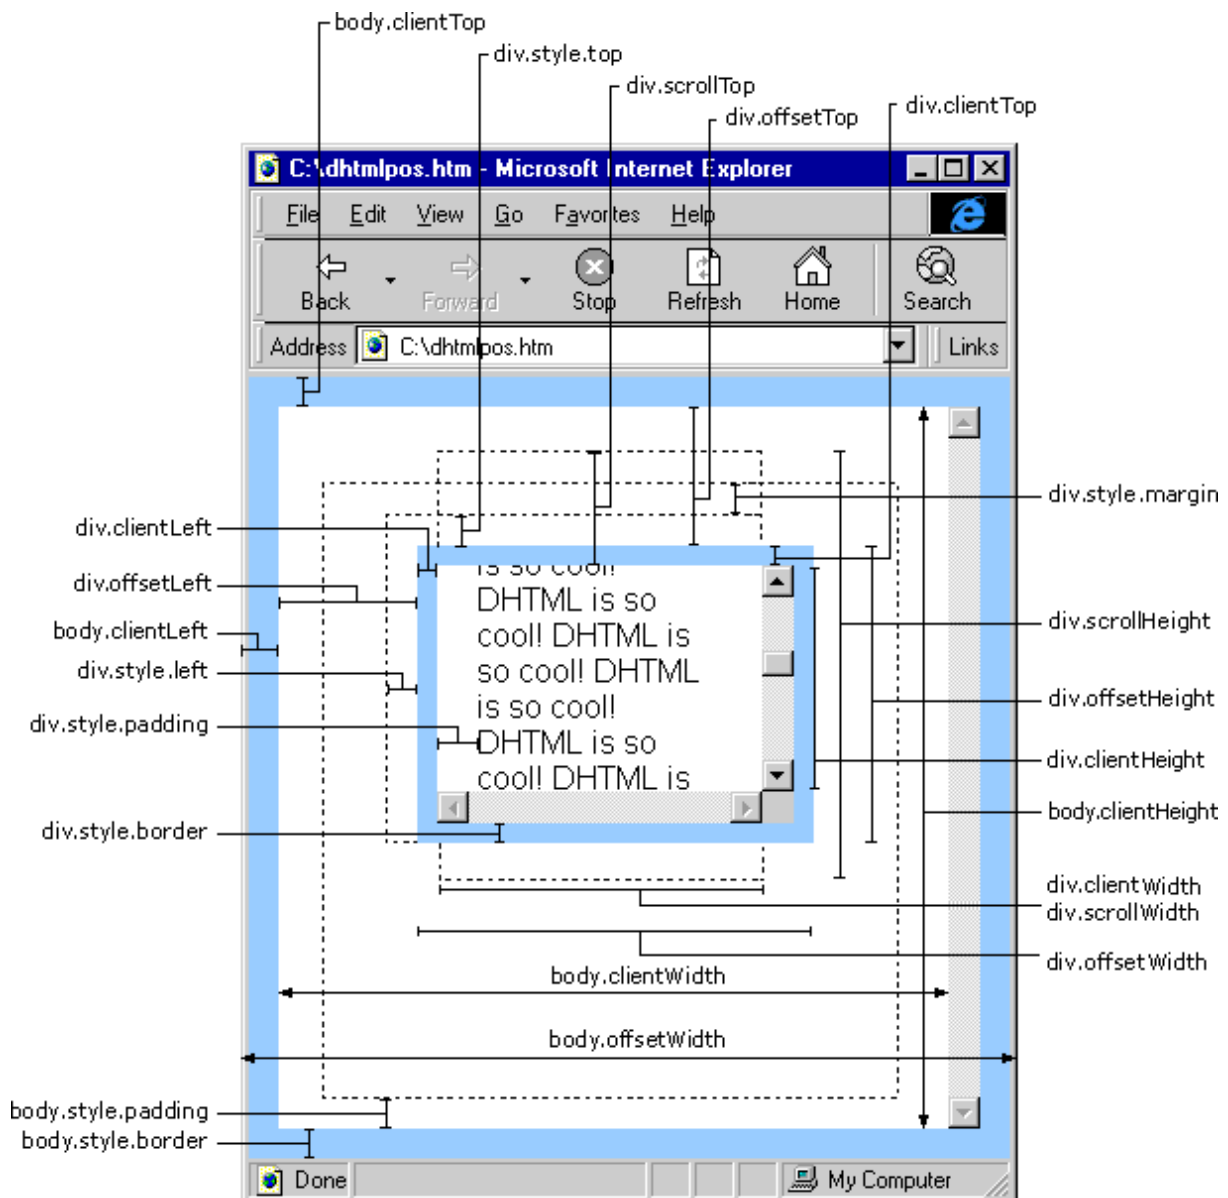 body.clientTop
div.style.top
div.scrollTop
div.clientTop
div.offsetTop
C:\dhtmlpos.htm - Microsoft Internet Explorer
File Edit View Go Favorites Help
Back Forward Stop Refresh Home Search
Address C:\dhtmlpos.htm Links
div.style.margin
div.clientLeft
div.offsetLeft
body.clientLeft
div.style.left
div.style.padding
div.style.border
is so cool!
DHTML is so
cool! DHTML is
so cool! DHTML
is so cool!
DHTML is so
cool! DHTML is
div.scrollHeight
div.offsetHeight
div.clientHeight
body.clientHeight
div.clientWidth
div.scrollWidth
div.offsetWidth
body.clientWidth
body.offsetWidth
body.style.padding
body.style.border
Done My Computer